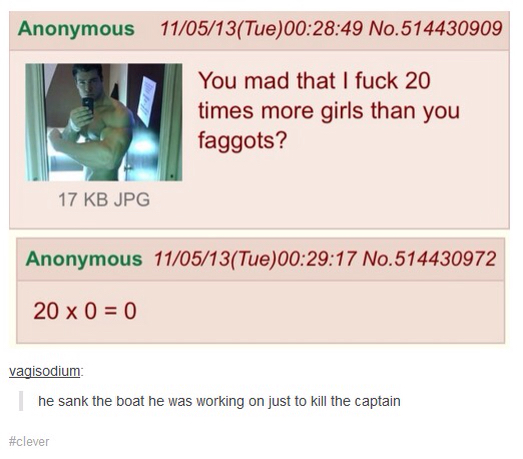 Anonymous 11/05/13(Tue)00:28:49 No.514430909
You mad that I fuck 20
times more girls than you
faggots?
17 KB JPG
Anonymous 11/05/13(Tue)00:29:17 No.514430972
20 x 0 = 0
vagisodium:
he sank the boat he was working on just to kill the captain
#clever